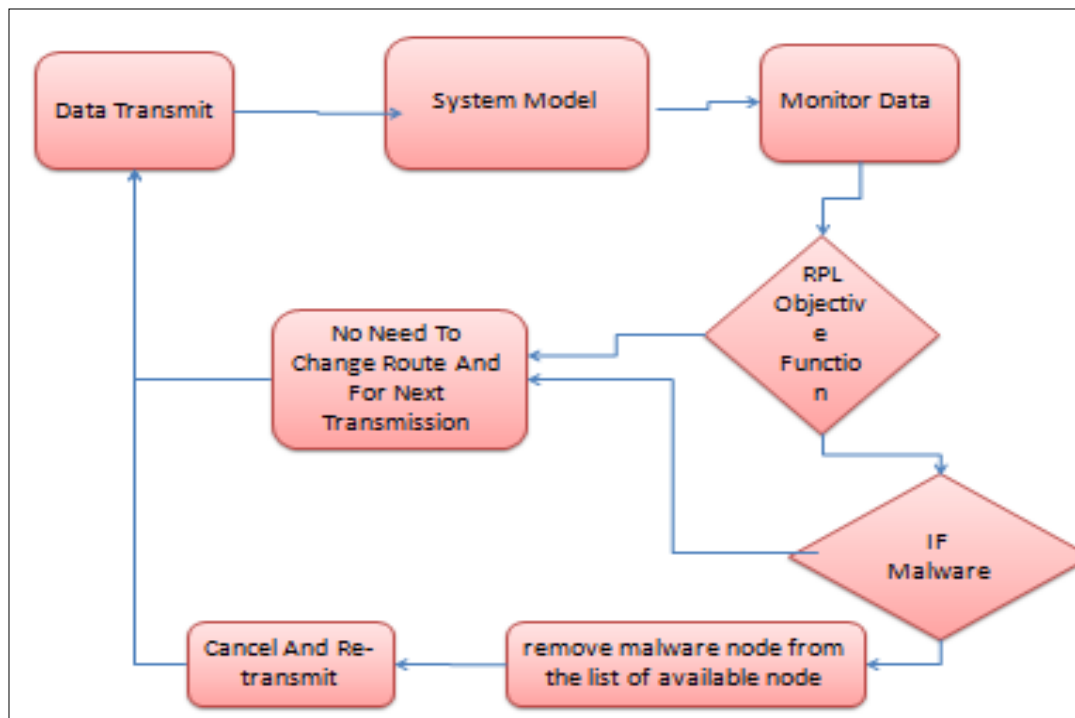 Data Transmit
System Model
Monitor Data
RPL
Objectiv
e
Functio
n
No Need To
Change Route And
For Next
Transmission
IF
Malware
Cancel And Re-
transmit
remove malware node from
the list of available node